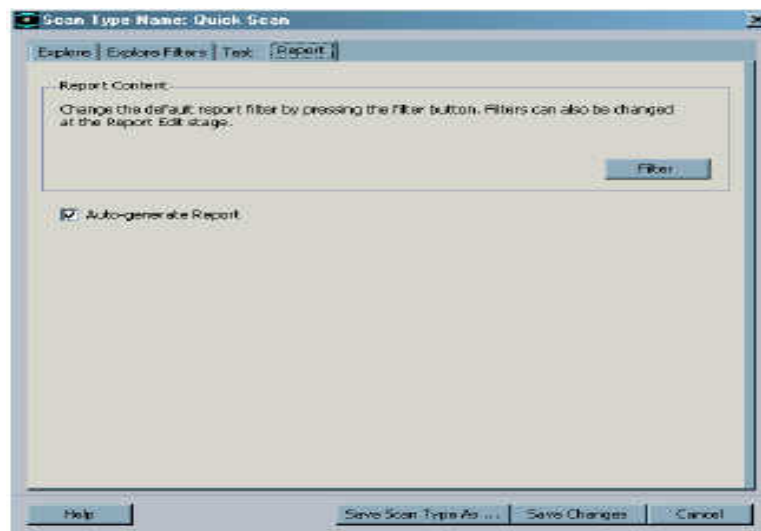 Scan Type Name: Quick Scan
Explore Explore Filters Test Report
Report Content
Change the default report filter by pressing the Filter button. Filters can also be changed
at the Report Edit stage.
Filter
Auto-generate Report
Help Save Scan Type As ... Save Changes Cancel